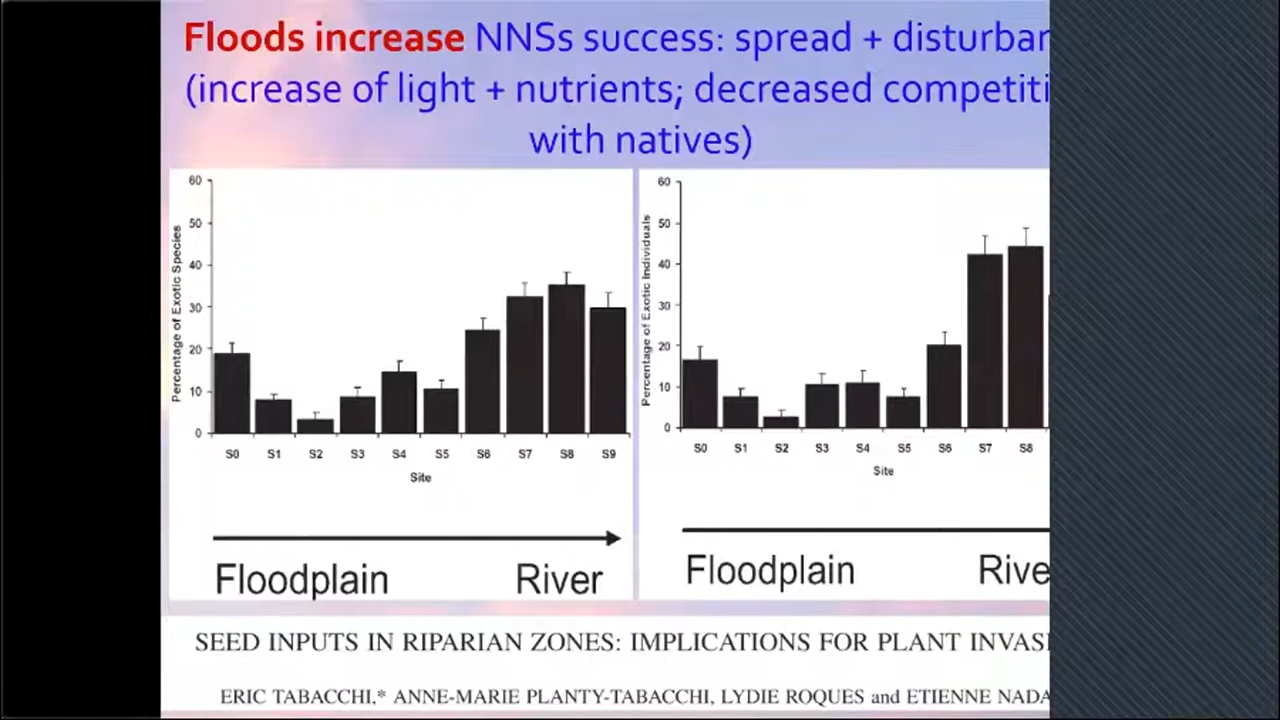 Floods increase NNSs success: spread + disturban
(increase of light + nutrients; decreased competiti
with natives)
60
50
40
30
20
10
0
Percentage of Exotic Species
S0 S1 S2 S3 S4 S5 S6 S7 S8 S9
Site
Floodplain River
60
50
40
30
20
10
0
Percentage of Exotic Individuals
S0 S1 S2 S3 S4 S5 S6 S7 S8
Site
Floodplain Rive
SEED INPUTS IN RIPARIAN ZONES: IMPLICATIONS FOR PLANT INVASI
ERIC TABACCHI,* ANNE-MARIE PLANTY-TABACCHI, LYDIE ROQUES and ETIENNE NADA